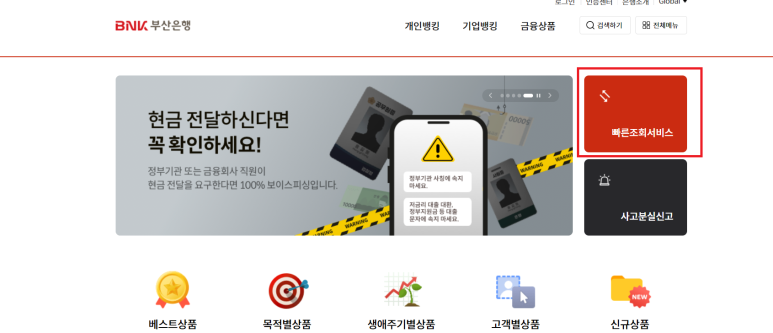 로그인 인증센터 은행소개 Global
BNK 부산은행
개인뱅킹 기업뱅킹 금융상품 검색하기 전체메뉴
현금 전달하신다면
꼭 확인하세요!
정부기관 또는 금융회사 직원이
현금 전달을 요구한다면 100% 보이스피싱입니다.
정부기관 사칭에 속지
마세요.
저금리 대출 대환,
정부지원금 등 대출
문자에 속지 마세요.
WARNING
WARNING
빠른조회서비스
사고분실신고
NEW
베스트상품 목적별상품 생애주기별상품 고객별상품 신규상품